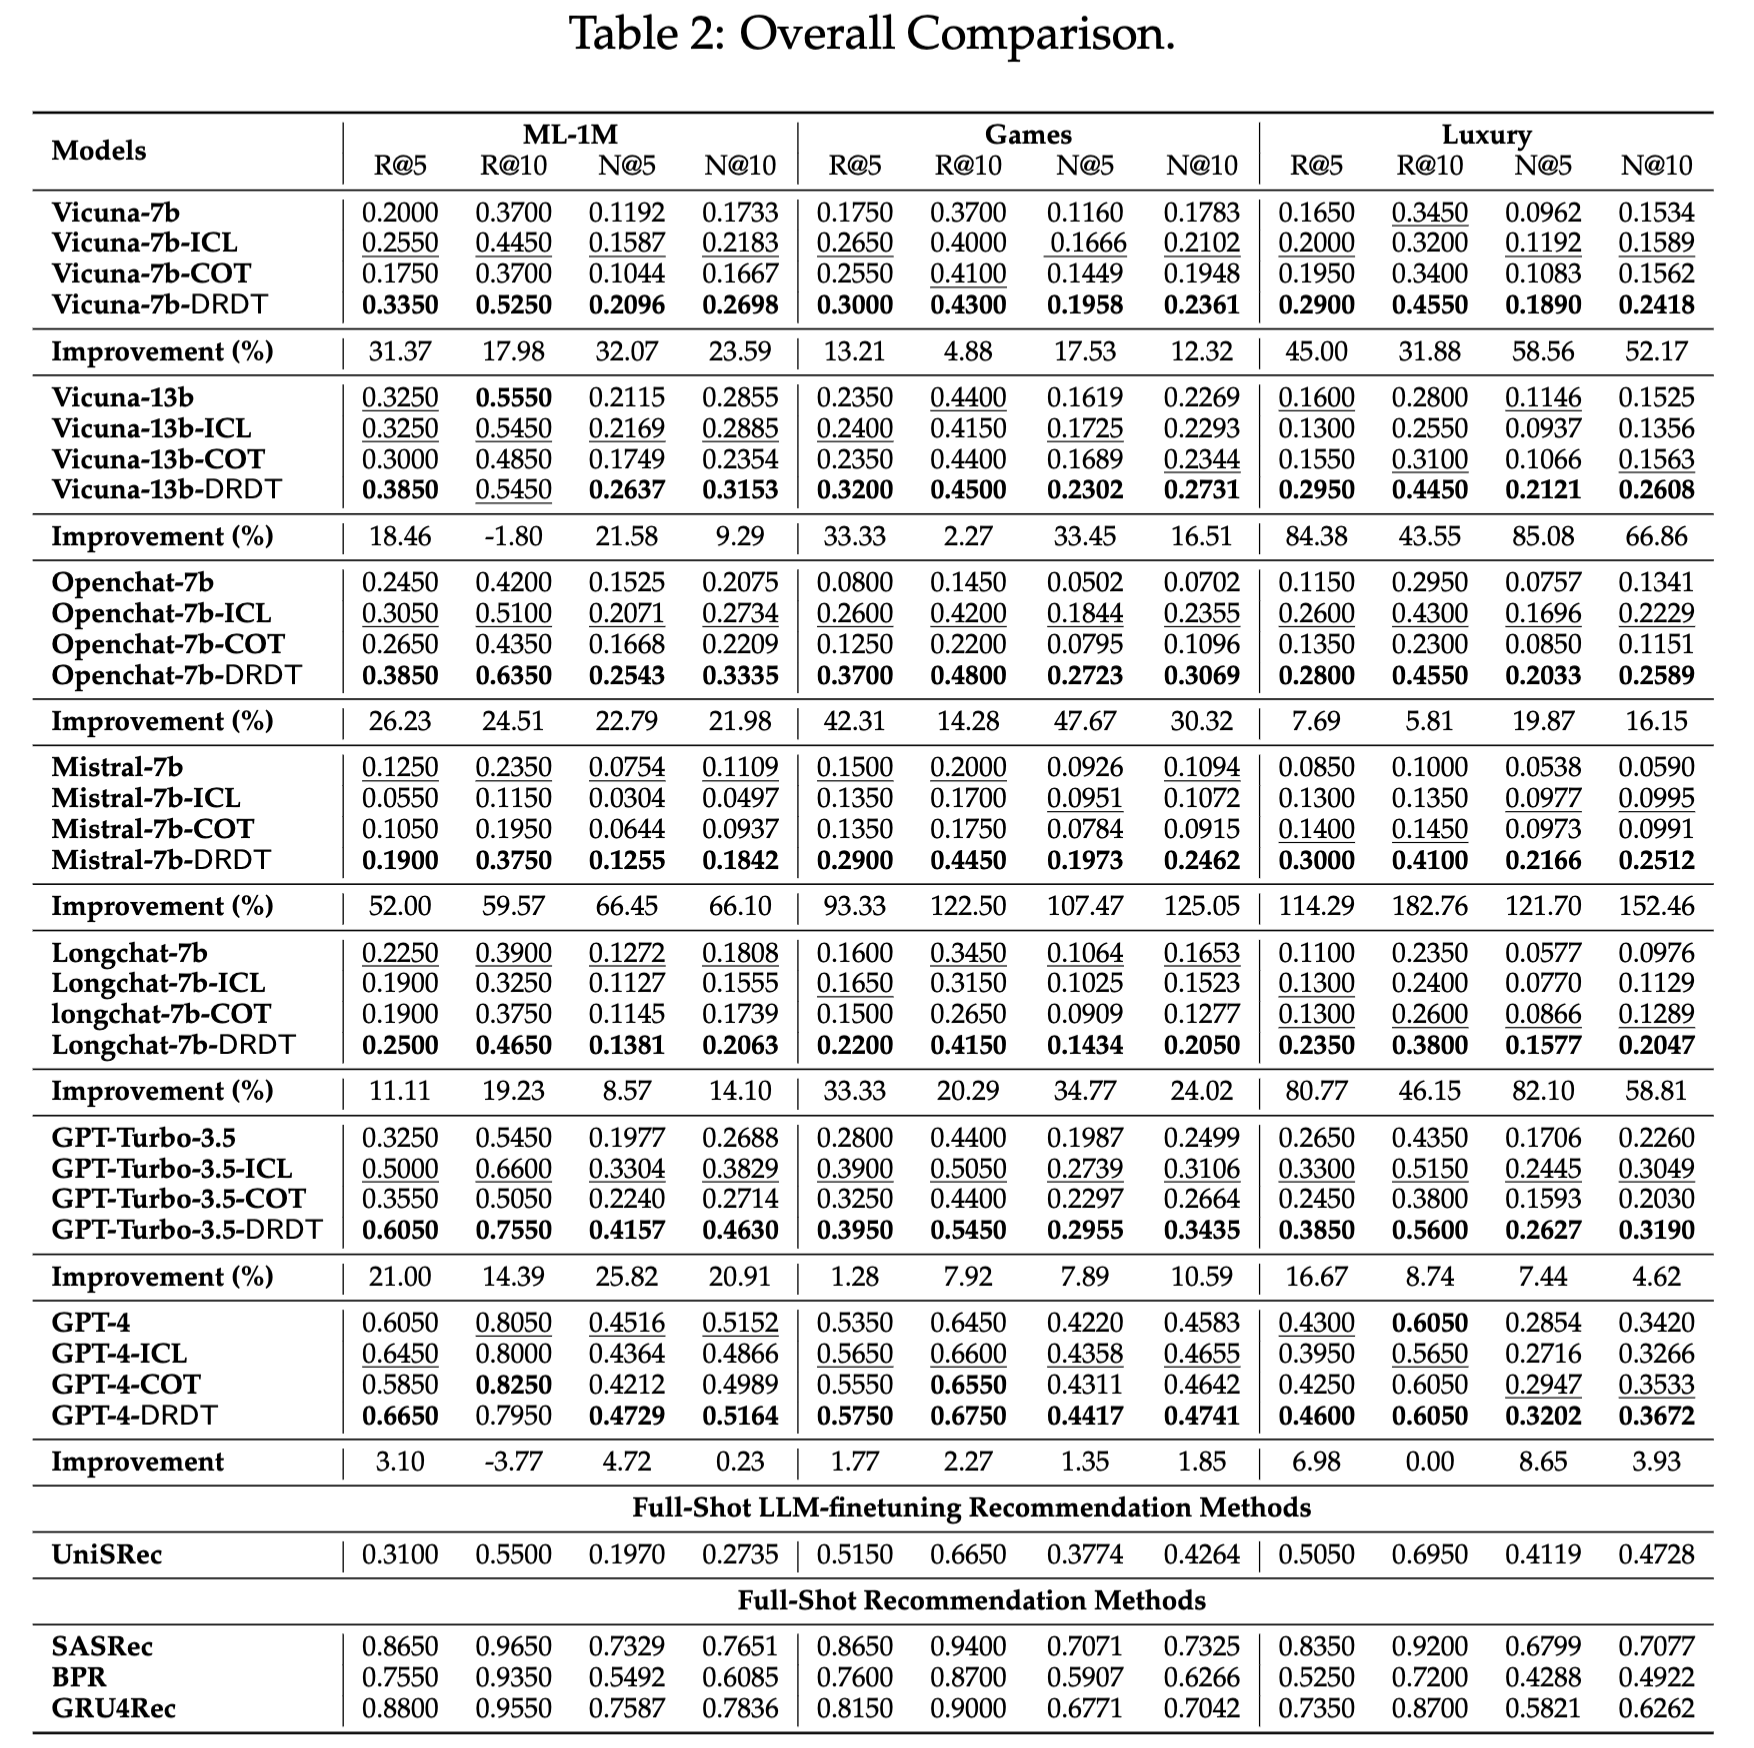 Table 2: Overall Comparison.
Models ML-1M Games Luxury
R@5 R@10 N@5 N@10 R@5 R@10 N@5 N@10 R@5 R@10 N@5 N@10
Vicuna-7b 0.2000 0.3700 0.1192 0.1733 0.1750 0.3700 0.1160 0.1783 0.1650 0.3450 0.0962 0.1534
Vicuna-7b-ICL 0.2550 0.4450 0.1587 0.2183 0.2650 0.4000 0.1666 0.2102 0.2000 0.3200 0.1192 0.1589
Vicuna-7b-COT 0.1750 0.3700 0.1044 0.1667 0.2550 0.4100 0.1449 0.1948 0.1950 0.3400 0.1083 0.1562
Vicuna-7b-DRDT 0.3350 0.5250 0.2096 0.2698 0.3000 0.4300 0.1958 0.2361 0.2900 0.4550 0.1890 0.2418
Improvement (%) 31.37 17.98 32.07 23.59 13.21 4.88 17.53 12.32 45.00 31.88 58.56 52.17
Vicuna-13b 0.3250 0.5550 0.2115 0.2855 0.2350 0.4400 0.1619 0.2269 0.1600 0.2800 0.1146 0.1525
Vicuna-13b-ICL 0.3250 0.5450 0.2169 0.2885 0.2400 0.4150 0.1725 0.2293 0.1300 0.2550 0.0937 0.1356
Vicuna-13b-COT 0.3000 0.4850 0.1749 0.2354 0.2350 0.4400 0.1689 0.2344 0.1550 0.3100 0.1066 0.1563
Vicuna-13b-DRDT 0.3850 0.5450 0.2637 0.3153 0.3200 0.4500 0.2302 0.2731 0.2950 0.4450 0.2121 0.2608
Improvement (%) 18.46 -1.80 21.58 9.29 33.33 2.27 33.45 16.51 84.38 43.55 85.08 66.86
Openchat-7b 0.2450 0.4200 0.1525 0.2075 0.0800 0.1450 0.0502 0.0702 0.1150 0.2950 0.0757 0.1341
Openchat-7b-ICL 0.3050 0.5100 0.2071 0.2734 0.2600 0.4200 0.1844 0.2355 0.2600 0.4300 0.1696 0.2229
Openchat-7b-COT 0.2650 0.4350 0.1668 0.2209 0.1250 0.2200 0.0795 0.1096 0.1350 0.2300 0.0850 0.1151
Openchat-7b-DRDT 0.3850 0.6350 0.2543 0.3335 0.3700 0.4800 0.2723 0.3069 0.2800 0.4550 0.2033 0.2589
Improvement (%) 26.23 24.51 22.79 21.98 42.31 14.28 47.67 30.32 7.69 5.81 19.87 16.15
Mistral-7b 0.1250 0.2350 0.0754 0.1109 0.1500 0.2000 0.0926 0.1094 0.0850 0.1000 0.0538 0.0590
Mistral-7b-ICL 0.0550 0.1150 0.0304 0.0497 0.1350 0.1700 0.0951 0.1072 0.1300 0.1350 0.0977 0.0995
Mistral-7b-COT 0.1050 0.1950 0.0644 0.0937 0.1350 0.1750 0.0784 0.0915 0.1400 0.1450 0.0973 0.0991
Mistral-7b-DRDT 0.1900 0.3750 0.1255 0.1842 0.2900 0.4450 0.1973 0.2462 0.3000 0.4100 0.2166 0.2512
Improvement (%) 52.00 59.57 66.45 66.10 93.33 122.50 107.47 125.05 114.29 182.76 121.70 152.46
Longchat-7b 0.2250 0.3900 0.1272 0.1808 0.1600 0.3450 0.1064 0.1653 0.1100 0.2350 0.0577 0.0976
Longchat-7b-ICL 0.1900 0.3250 0.1127 0.1555 0.1650 0.3150 0.1025 0.1523 0.1300 0.2400 0.0770 0.1129
longchat-7b-COT 0.1900 0.3750 0.1145 0.1739 0.1500 0.2650 0.0909 0.1277 0.1300 0.2600 0.0866 0.1289
Longchat-7b-DRDT 0.2500 0.4650 0.1381 0.2063 0.2200 0.4150 0.1434 0.2050 0.2350 0.3800 0.1577 0.2047
Improvement (%) 11.11 19.23 8.57 14.10 33.33 20.29 34.77 24.02 80.77 46.15 82.10 58.81
GPT-Turbo-3.5 0.3250 0.5450 0.1977 0.2688 0.2800 0.4400 0.1987 0.2499 0.2650 0.4350 0.1706 0.2260
GPT-Turbo-3.5-ICL 0.5000 0.6600 0.3304 0.3829 0.3900 0.5050 0.2739 0.3106 0.3300 0.5150 0.2445 0.3049
GPT-Turbo-3.5-COT 0.3550 0.5050 0.2240 0.2714 0.3250 0.4400 0.2297 0.2664 0.2450 0.3800 0.1593 0.2030
GPT-Turbo-3.5-DRDT 0.6050 0.7550 0.4157 0.4630 0.3950 0.5450 0.2955 0.3435 0.3850 0.5600 0.2627 0.3190
Improvement (%) 21.00 14.39 25.82 20.91 1.28 7.92 7.89 10.59 16.67 8.74 7.44 4.62
GPT-4 0.6050 0.8050 0.4516 0.5152 0.5350 0.6450 0.4220 0.4583 0.4300 0.6050 0.2854 0.3420
GPT-4-ICL 0.6450 0.8000 0.4364 0.4866 0.5650 0.6600 0.4358 0.4655 0.3950 0.5650 0.2716 0.3266
GPT-4-COT 0.5850 0.8250 0.4212 0.4989 0.5550 0.6550 0.4311 0.4642 0.4250 0.6050 0.2947 0.3533
GPT-4-DRDT 0.6650 0.7950 0.4729 0.5164 0.5750 0.6750 0.4417 0.4741 0.4600 0.6050 0.3202 0.3672
Improvement 3.10 -3.77 4.72 0.23 1.77 2.27 1.35 1.85 6.98 0.00 8.65 3.93
Full-Shot LLM-finetuning Recommendation Methods
UniSRec 0.3100 0.5500 0.1970 0.2735 0.5150 0.6650 0.3774 0.4264 0.5050 0.6950 0.4119 0.4728
Full-Shot Recommendation Methods
SASRec 0.8650 0.9650 0.7329 0.7651 0.8650 0.9400 0.7071 0.7325 0.8350 0.9200 0.6799 0.7077
BPR 0.7550 0.9350 0.5492 0.6085 0.7600 0.8700 0.5907 0.6266 0.5250 0.7200 0.4288 0.4922
GRU4Rec 0.8800 0.9550 0.7587 0.7836 0.8150 0.9000 0.6771 0.7042 0.7350 0.8700 0.5821 0.6262